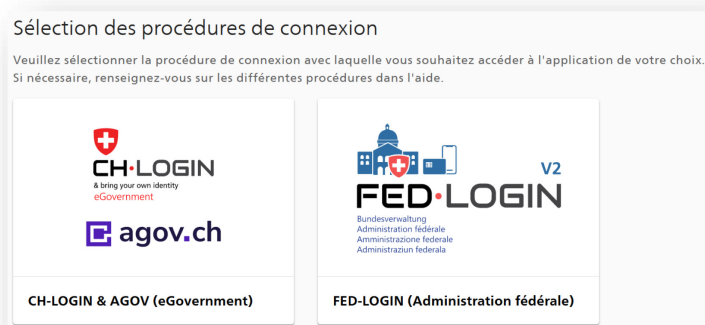 Sélection des procédures de connexion
Veuillez sélectionner la procédure de connexion avec laquelle vous souhaitez accéder à l'application de votre choix.
Si nécessaire, renseignez-vous sur les différentes procédures dans l'aide.
CH·LOGIN
& bring your own identity
eGovernment
agov.ch
CH-LOGIN & AGOV (eGovernment)
V2
FED·LOGIN
Bundesverwaltung
Administration fédérale
Amministrazione federale
Administraziun federala
FED-LOGIN (Administration fédérale)